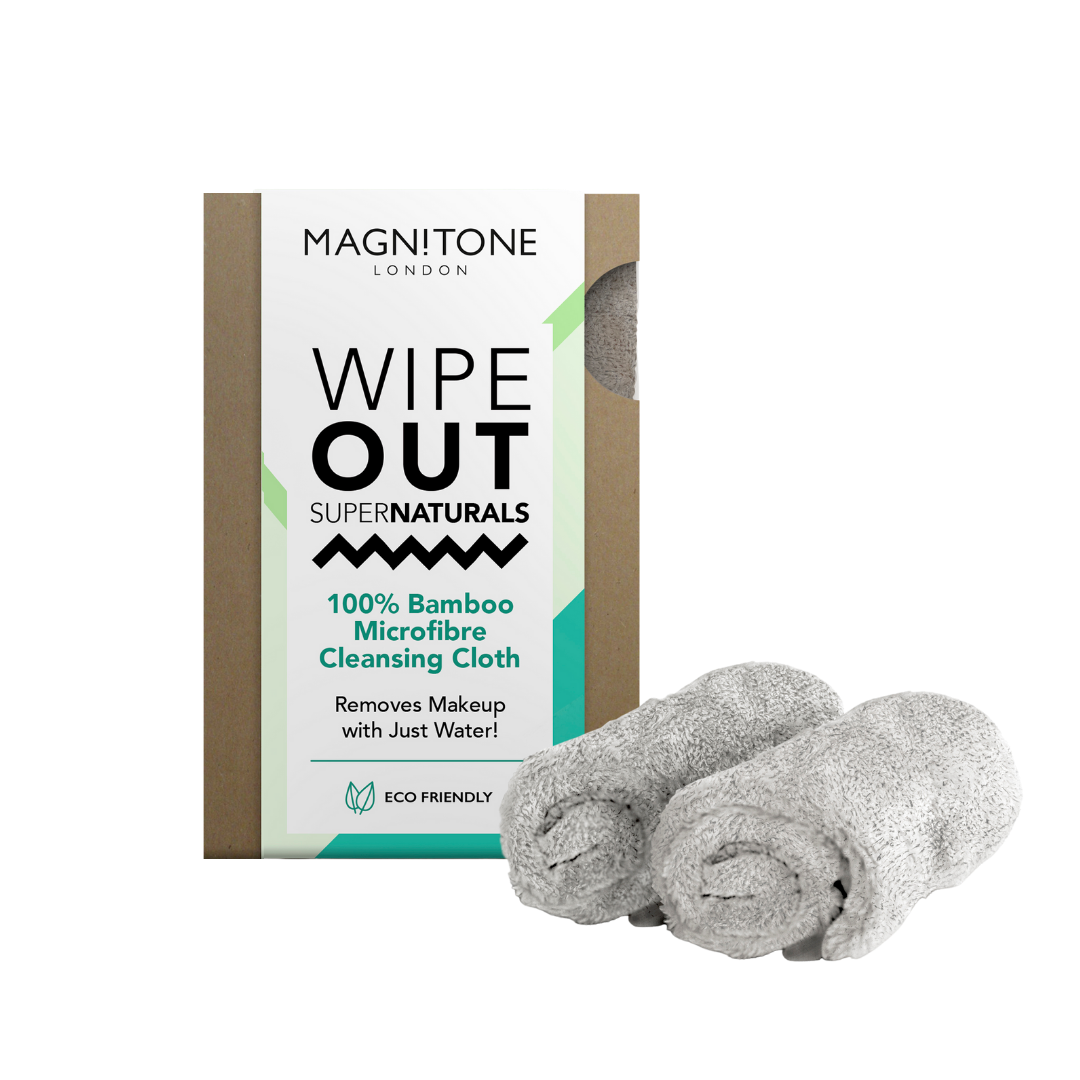 MAGN!TONE
LONDON
WIPE
OUT
SUPERNATURALS
100% Bamboo
Microfibre
Cleansing Cloth
Removes Makeup
with Just Water!
ECO FRIENDLY